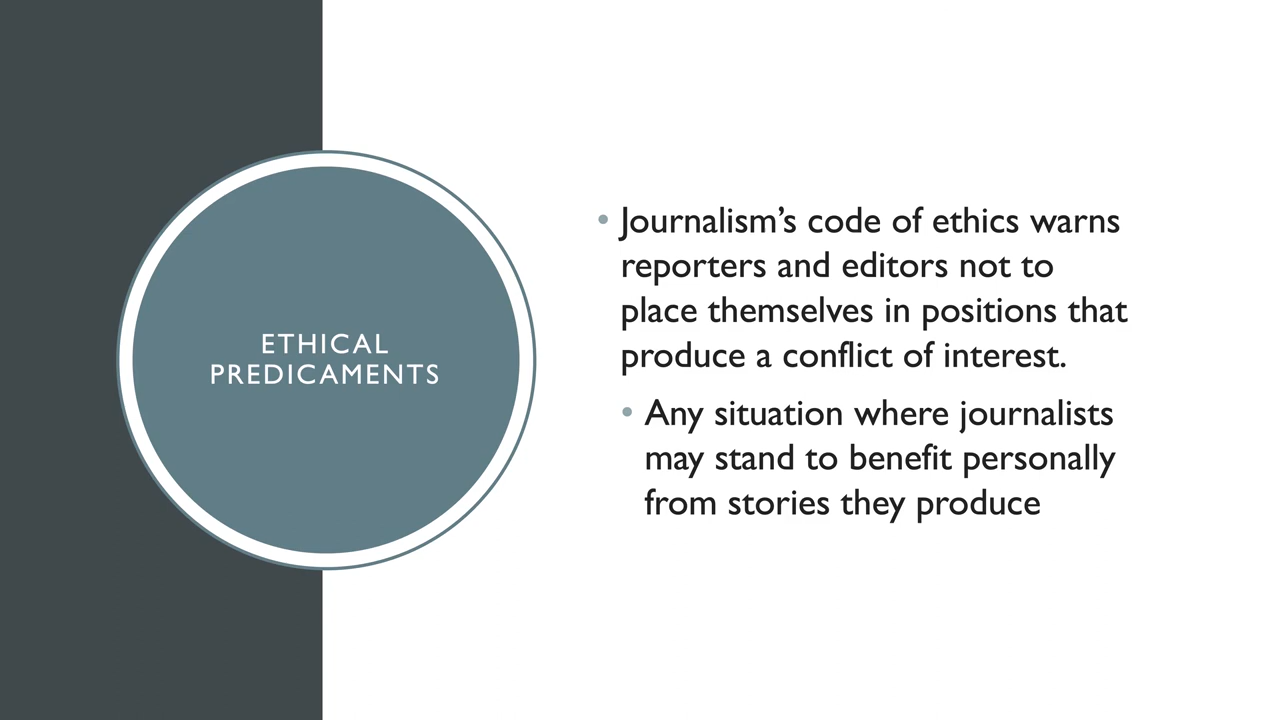 ETHICAL
PREDICAMENTS
• Journalism’s code of ethics warns
reporters and editors not to
place themselves in positions that
produce a conflict of interest.
• Any situation where journalists
may stand to benefit personally
from stories they produce